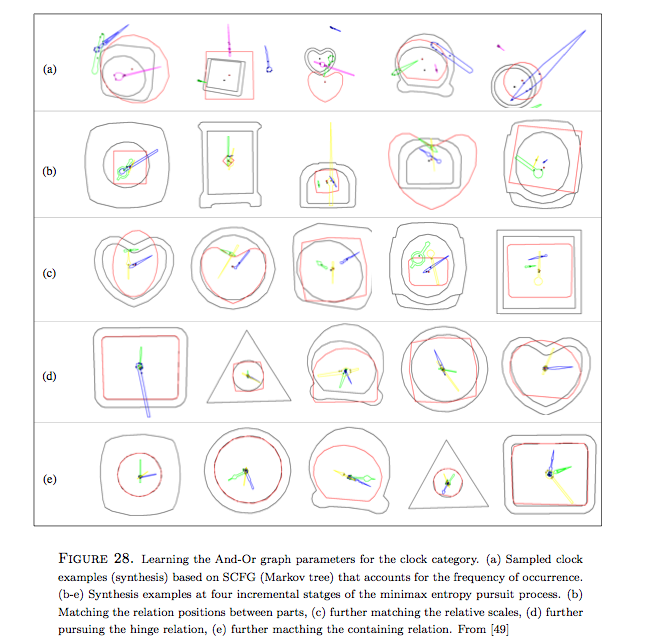 (a)
(b)
(c)
(d)
(e)
FIGURE 28. Learning the And-Or graph parameters for the clock category. (a) Sampled clock
examples (synthesis) based on SCFG (Markov tree) that accounts for the frequency of occurrence.
(b-e) Synthesis examples at four incremental statges of the minimax entropy pursuit process. (b)
Matching the relation positions between parts, (c) further matching the relative scales, (d) further
pursuing the hinge relation, (e) further macthing the containing relation. From [49]